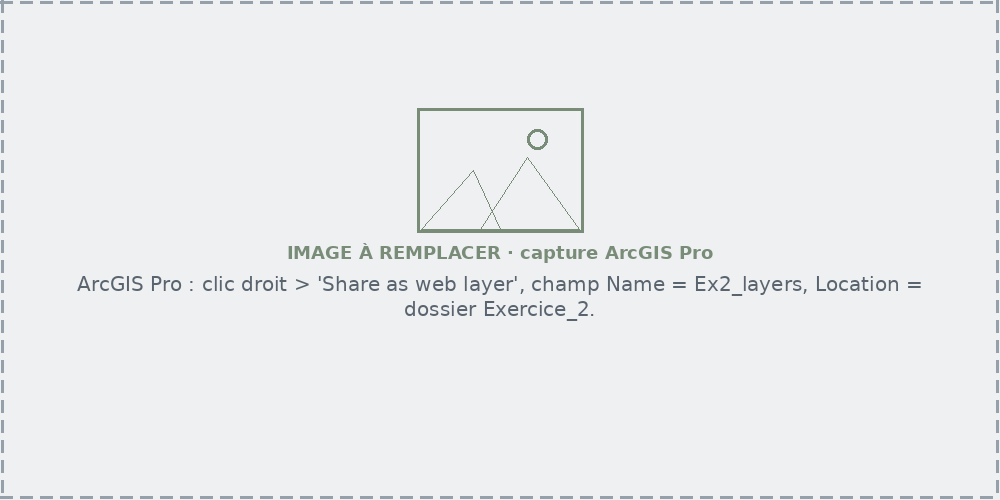 IMAGE À REMPLACER · capture ArcGIS Pro
ArcGIS Pro : clic droit > 'Share as web layer', champ Name = Ex2_layers, Location =
dossier Exercice_2.